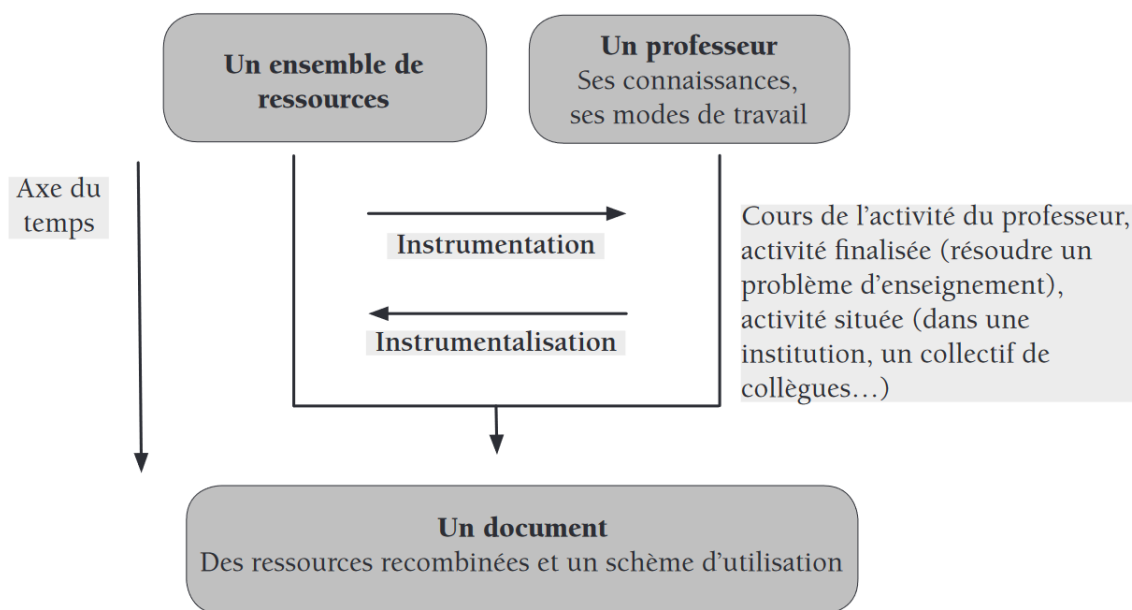 Un ensemble de
ressources
Un professeur
Ses connaissances,
ses modes de travail
Axe du
temps
Instrumentation
Instrumentalisation
Cours de l’activité du professeur,
activité finalisée (résoudre un
problème d’enseignement),
activité située (dans une
institution, un collectif de
collègues…)
Un document
Des ressources recombinées et un schème d’utilisation